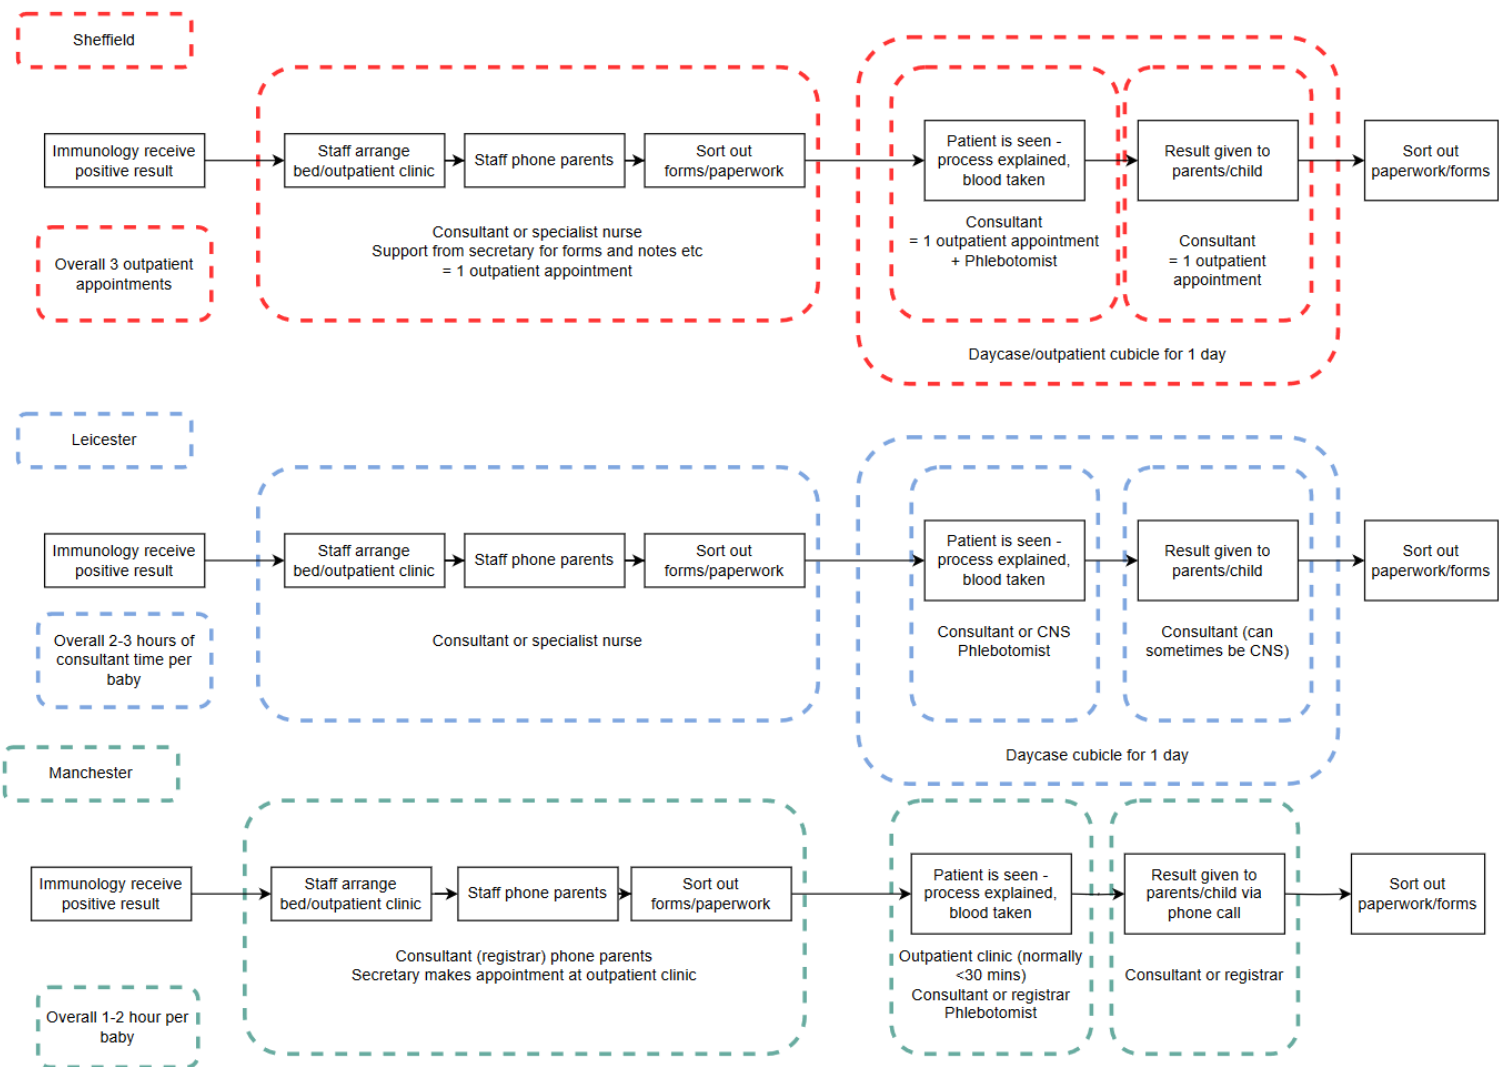 Sheffield
Immunology receive
positive result
Staff arrange
bed/outpatient clinic
Staff phone parents
Sort out
forms/paperwork
Patient is seen -
process explained,
blood taken
Result given to
parents/child
Sort out
paperwork/forms
Overall 3 outpatient
appointments
Consultant or specialist nurse
Support from secretary for forms and notes etc
= 1 outpatient appointment
Consultant
= 1 outpatient appointment
+ Phlebotomist
Consultant
= 1 outpatient
appointment
Daycase/outpatient cubicle for 1 day
Leicester
Immunology receive
positive result
Staff arrange
bed/outpatient clinic
Staff phone parents
Sort out
forms/paperwork
Patient is seen -
process explained,
blood taken
Result given to
parents/child
Sort out
paperwork/forms
Overall 2-3 hours of
consultant time per
baby
Consultant or specialist nurse
Consultant or CNS
Phlebotomist
Consultant (can
sometimes be CNS)
Daycase cubicle for 1 day
Manchester
Immunology receive
positive result
Staff arrange
bed/outpatient clinic
Staff phone parents
Sort out
forms/paperwork
Patient is seen -
process explained,
blood taken
Result given to
parents/child via
phone call
Sort out
paperwork/forms
Overall 1-2 hour per
baby
Consultant (registrar) phone parents
Secretary makes appointment at outpatient clinic
Outpatient clinic (normally
<30 mins)
Consultant or registrar
Phlebotomist
Consultant or registrar